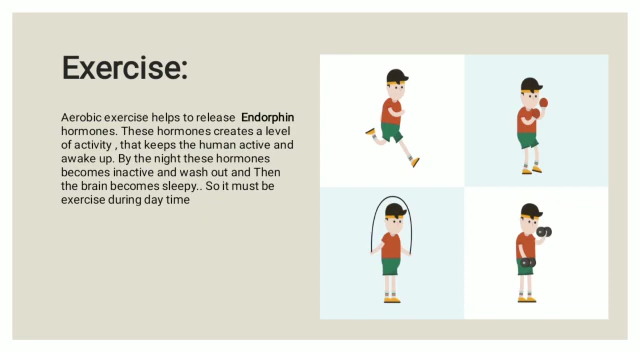 Exercise:
Aerobic exercise helps to release Endorphin
hormones. These hormones creates a level
of activity , that keeps the human active and
awake up. By the night these hormones
becomes inactive and wash out and Then
the brain becomes sleepy.. So it must be
exercise during day time